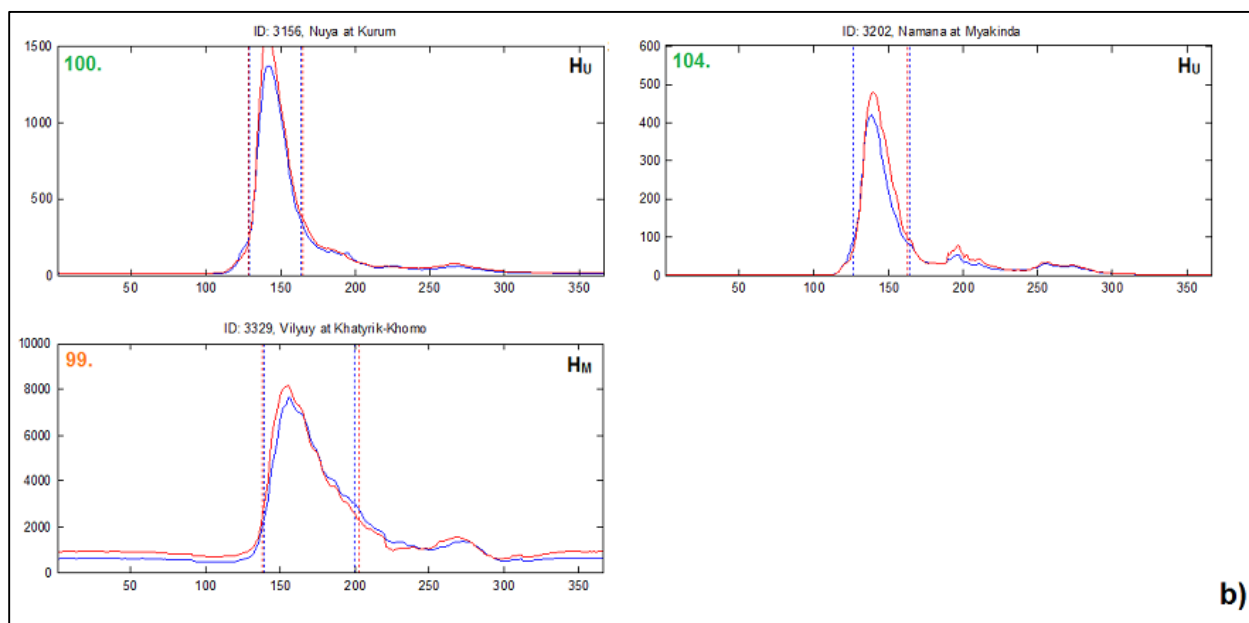 ID: 3156, Nuya at Kurum
1500
1000
500
0
100.
HU
50 100 150 200 250 300 350
ID: 3202, Namana at Myakinda
600
500
400
300
200
100
0
104.
HU
50 100 150 200 250 300 350
ID: 3329, Vilyuy at Khatyrik-Khomo
10000
8000
6000
4000
2000
0
99.
HM
50 100 150 200 250 300 350
b)